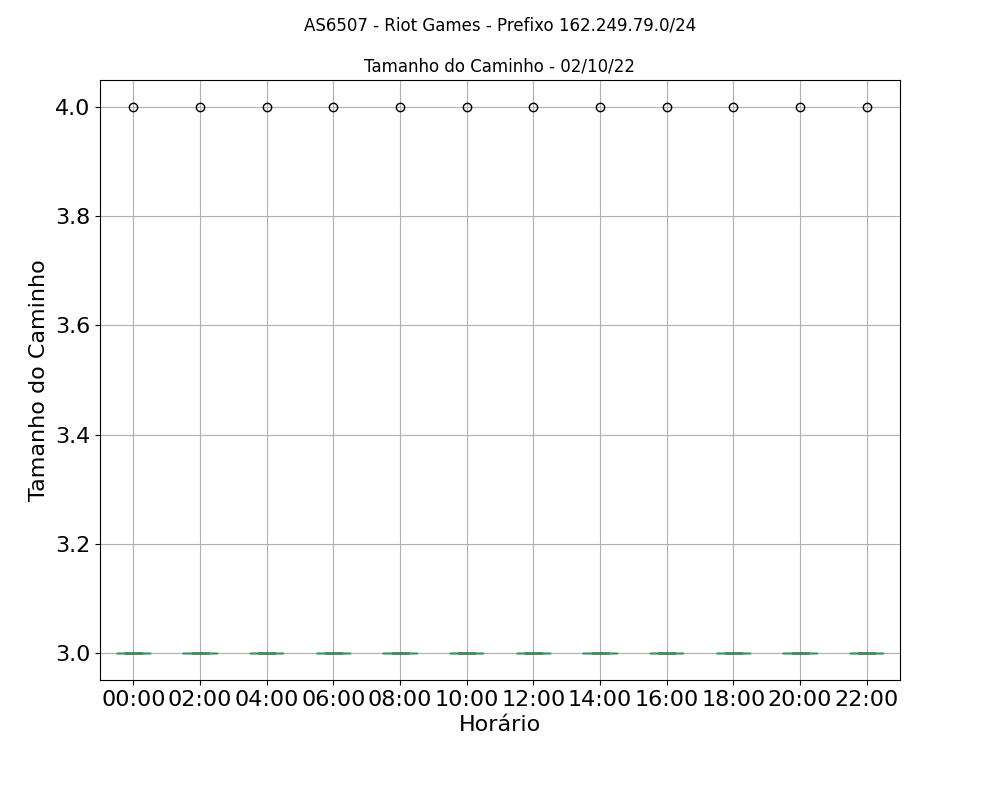 AS6507 - Riot Games - Prefixo 162.249.79.0/24
Tamanho do Caminho - 02/10/22
4.0
3.8
3.6
3.4
3.2
3.0
Tamanho do Caminho
00:00 02:00 04:00 06:00 08:00 10:00 12:00 14:00 16:00 18:00 20:00 22:00
Horário